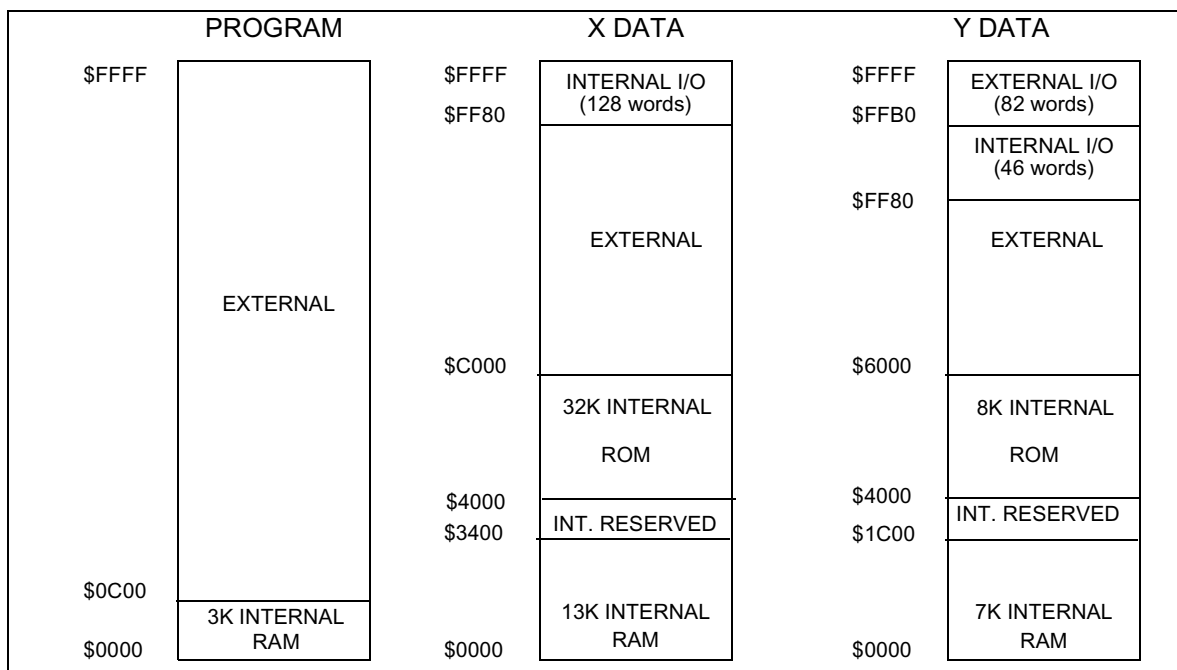 PROGRAM
$FFFF
EXTERNAL
$0C00
3K INTERNAL
RAM
$0000
X DATA
$FFFF
INTERNAL I/O
(128 words)
$FF80
EXTERNAL
$C000
32K INTERNAL
ROM
$4000
INT. RESERVED
$3400
13K INTERNAL
RAM
$0000
Y DATA
$FFFF
EXTERNAL I/O
(82 words)
$FFB0
INTERNAL I/O
(46 words)
$FF80
EXTERNAL
$6000
8K INTERNAL
ROM
$4000
INT. RESERVED
$1C00
7K INTERNAL
RAM
$0000